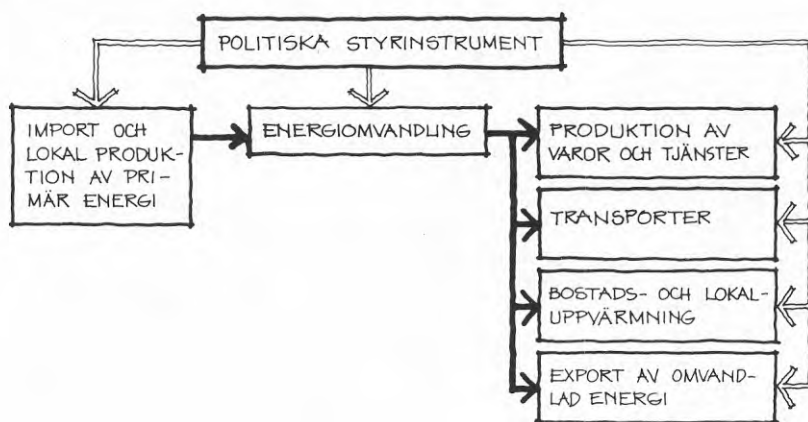 POLITISKA STYRINSTRUMENT
IMPORT OCH
LOKAL PRODUK-
TION AV PRI-
MÄR ENERGI
ENERGIOMVANDLING
PRODUKTION AV
VAROR OCH TJÄNSTER
TRANSPORTER
BOSTADS- OCH LOKAL-
UPPVÄRMNING
EXPORT AV OMVAND-
LAD ENERGI